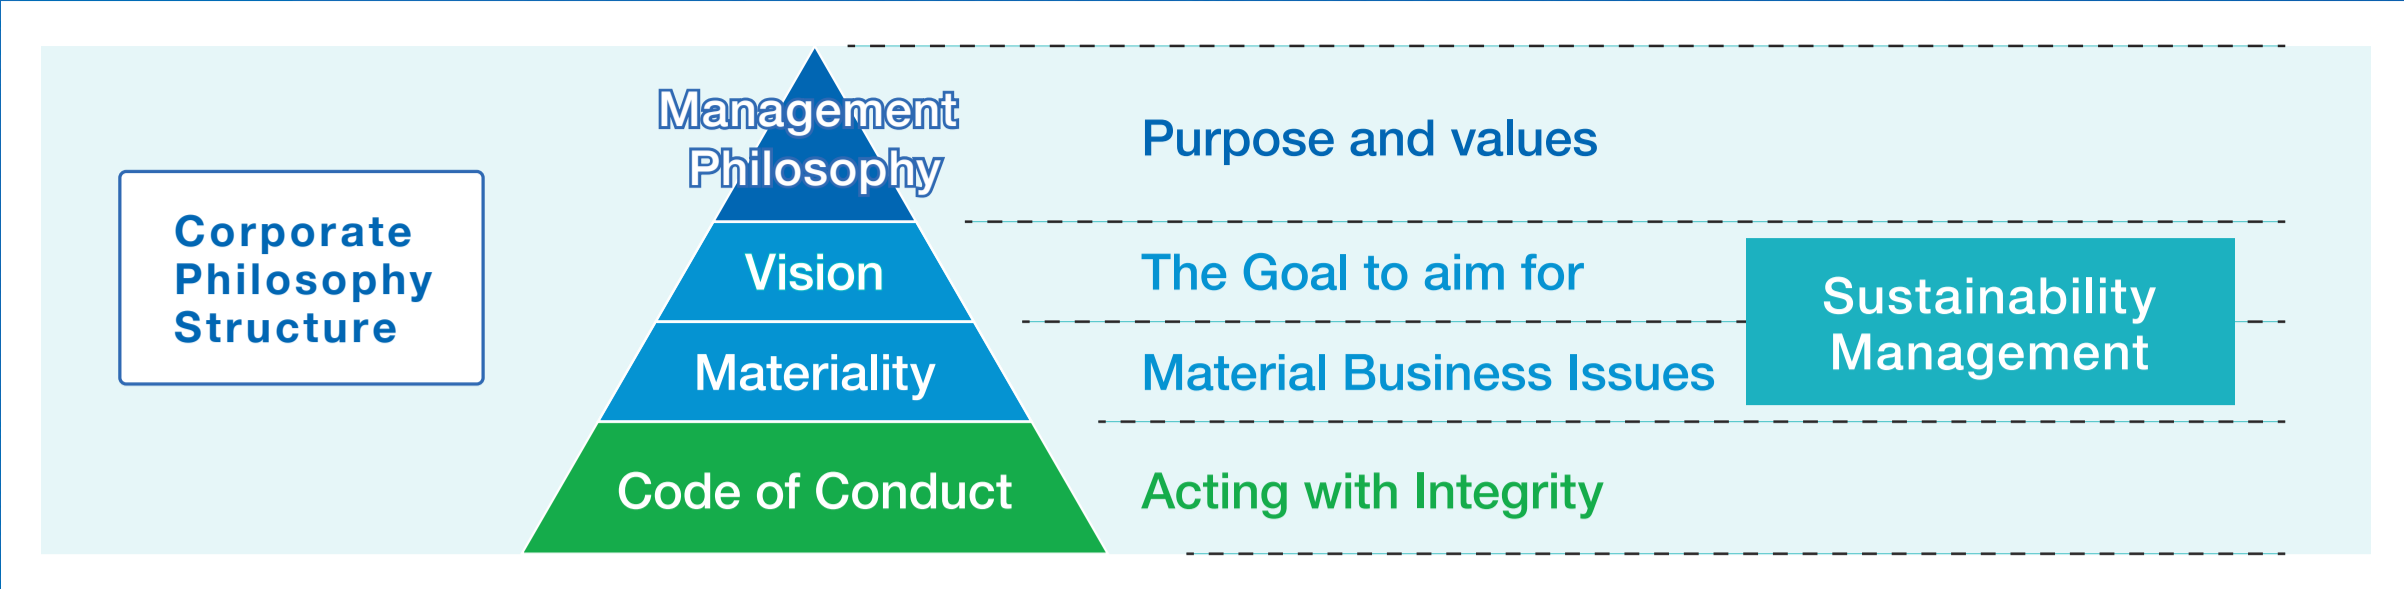 Corporate
Philosophy
Structure
Management
Philosophy
Purpose and values
Vision
The Goal to aim for
Materiality
Material Business Issues
Sustainability
Management
Code of Conduct
Acting with Integrity